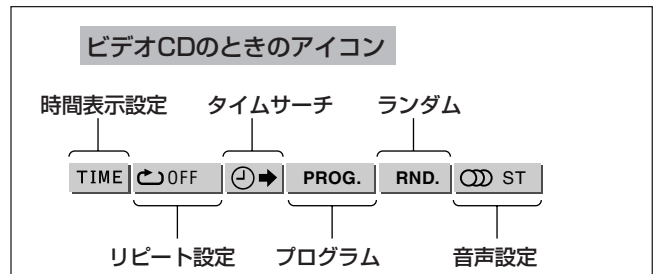 ビデオCDのときのアイコン
時間表示設定 タイムサーチ ランダム
TIME OFF PROG. RND. ST
リピート設定 プログラム 音声設定